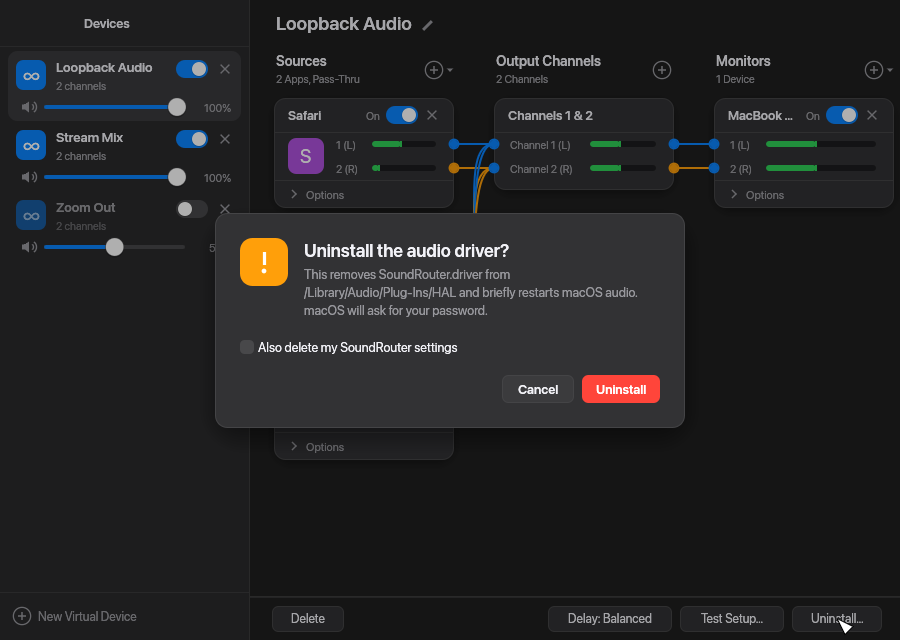 Devices
Loopback Audio
2 channels
100%
Stream Mix
2 channels
100%
Zoom Out
2 channels
Loopback Audio
Sources
2 Apps, Pass-Thru
Output Channels
2 Channels
Monitors
1 Device
Safari
On
S
1 (L)
2 (R)
Options
Channels 1 & 2
Channel 1 (L)
Channel 2 (R)
MacBook ...
On
1 (L)
2 (R)
Options
!
Uninstall the audio driver?
This removes SoundRouter.driver from
/Library/Audio/Plug-Ins/HAL and briefly restarts macOS audio.
macOS will ask for your password.
Also delete my SoundRouter settings
Cancel
Uninstall
Options
New Virtual Device
Delete
Delay: Balanced
Test Setup...
Uninstall...